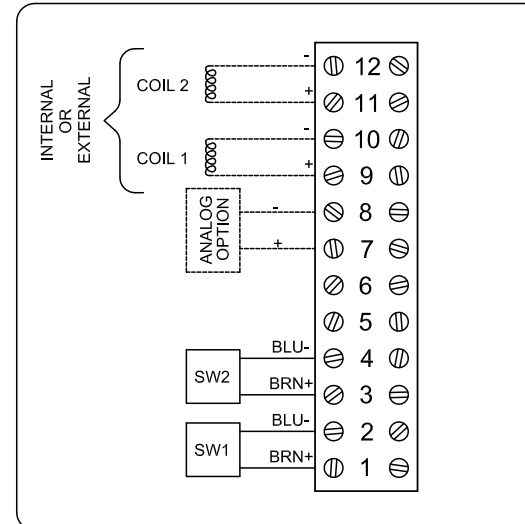 INTERNAL
OR
EXTERNAL
COIL 2
-
+
COIL 1
-
+
ANALOG
OPTION
-
+
SW2
BLU-
BRN+
SW1
BLU-
BRN+
12
11
10
9
8
7
6
5
4
3
2
1